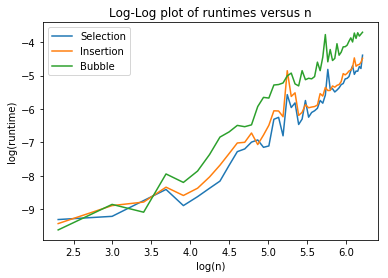 Log-Log plot of runtimes versus n
Selection
Insertion
Bubble
log(runtime)
−4
−5
−6
−7
−8
−9
2.5
3.0
3.5
4.0
4.5
5.0
5.5
6.0
log(n)